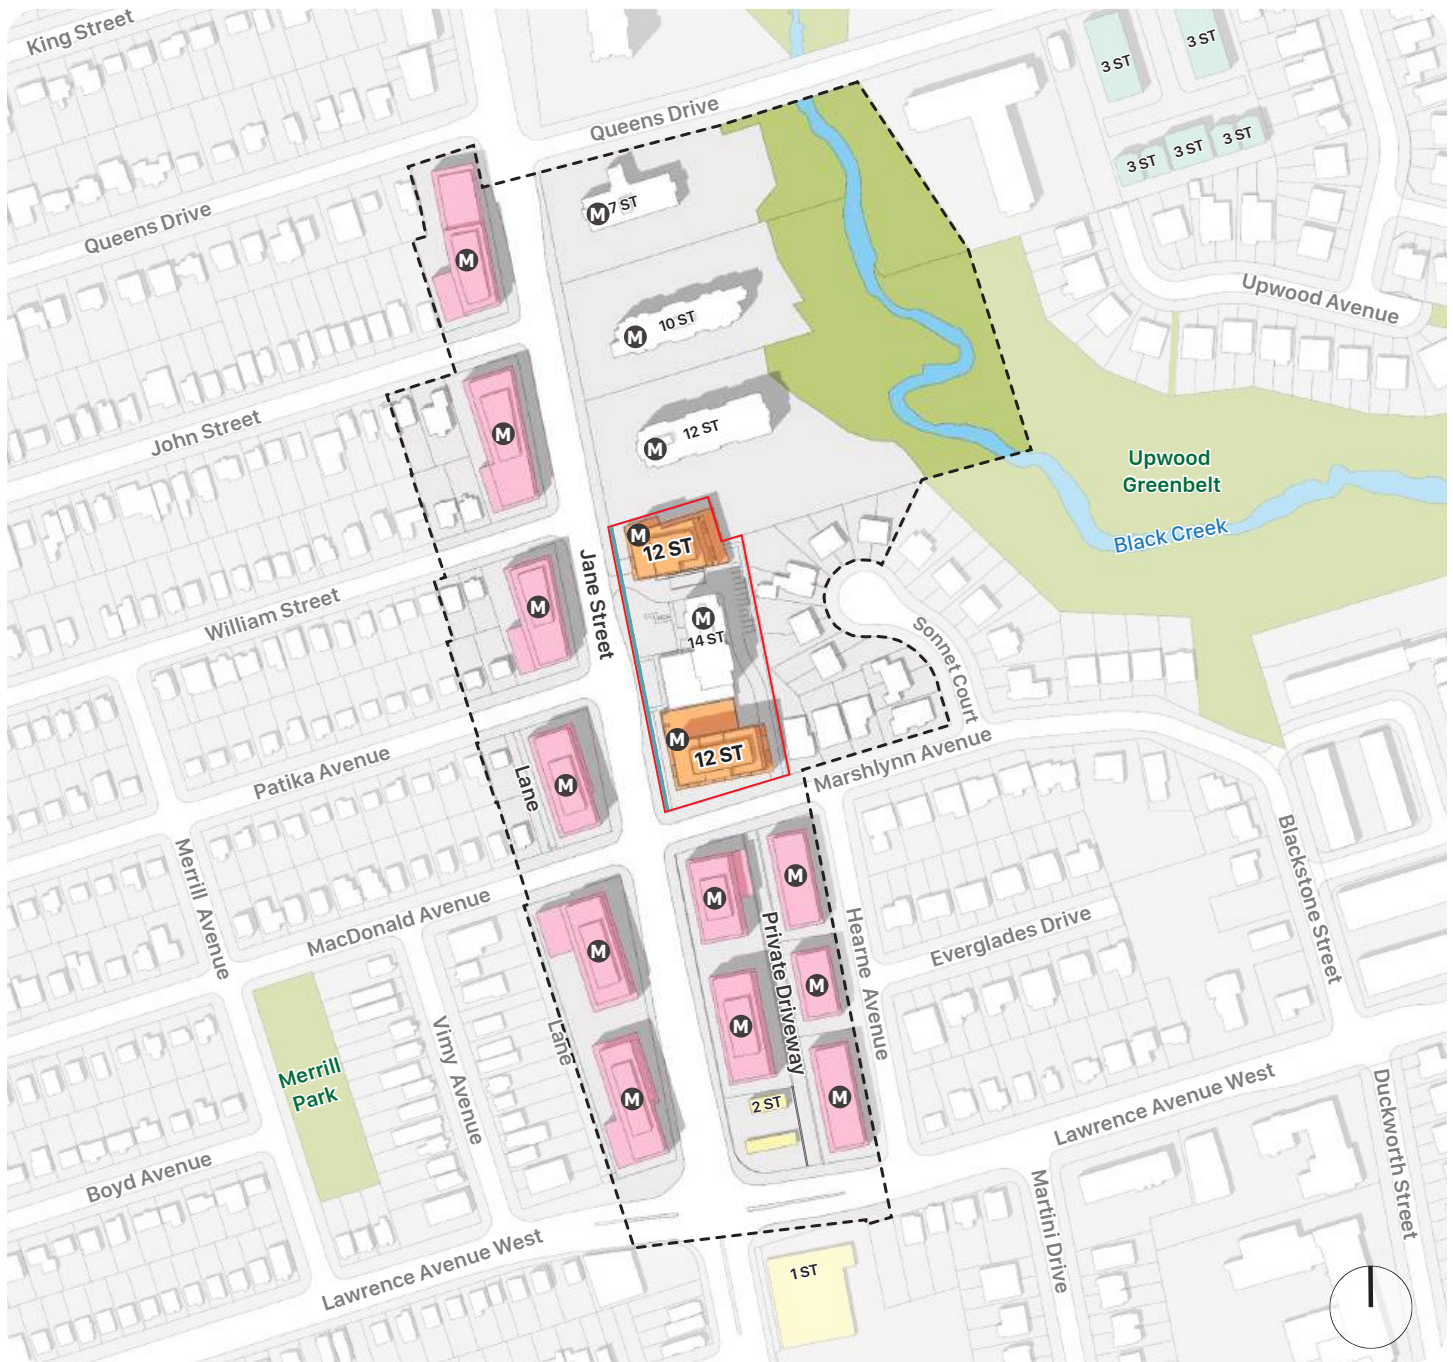 King Street
3 ST
3 ST
Queens Drive
3 ST
3 ST
3 ST
Queens Drive
M
7 ST
M
Upwood Avenue
M
10 ST
John Street
M
M
12 ST
Upwood
Greenbelt
Black Creek
M
12 ST
William Street
Jane Street
M
M
14 ST
Sonnet Court
M
12 ST
Patika Avenue
Lane
M
Marshlynn Avenue
Merrill Avenue
MacDonald Avenue
M
M
M
Private Driveway
Hearne Avenue
Everglades Drive
Blackstone Street
M
M
Lane
Vimy Avenue
Merrill
Park
M
M
2 ST
Lawrence Avenue West
Duckworth Street
Boyd Avenue
Martini Drive
Lawrence Avenue West
1 ST